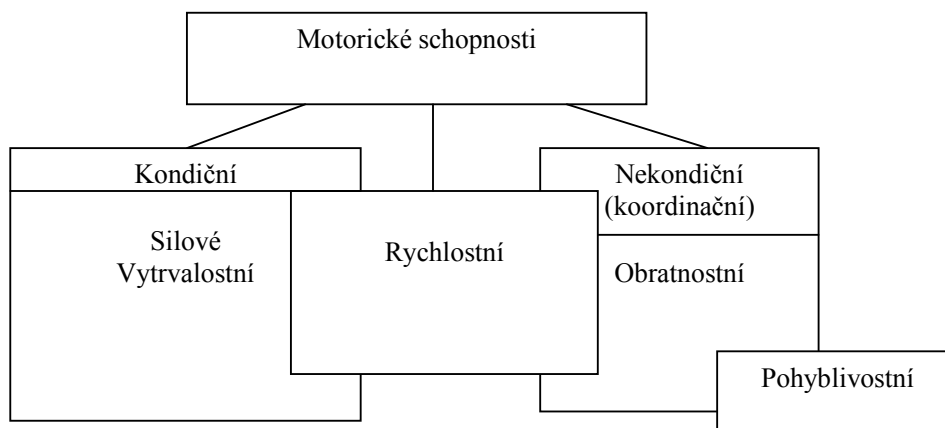 Motorické schopnosti
Kondiční
Nekondiční
(koordinační)
Silové
Vytrvalostní
Rychlostní
Obratnostní
Pohyblivostní